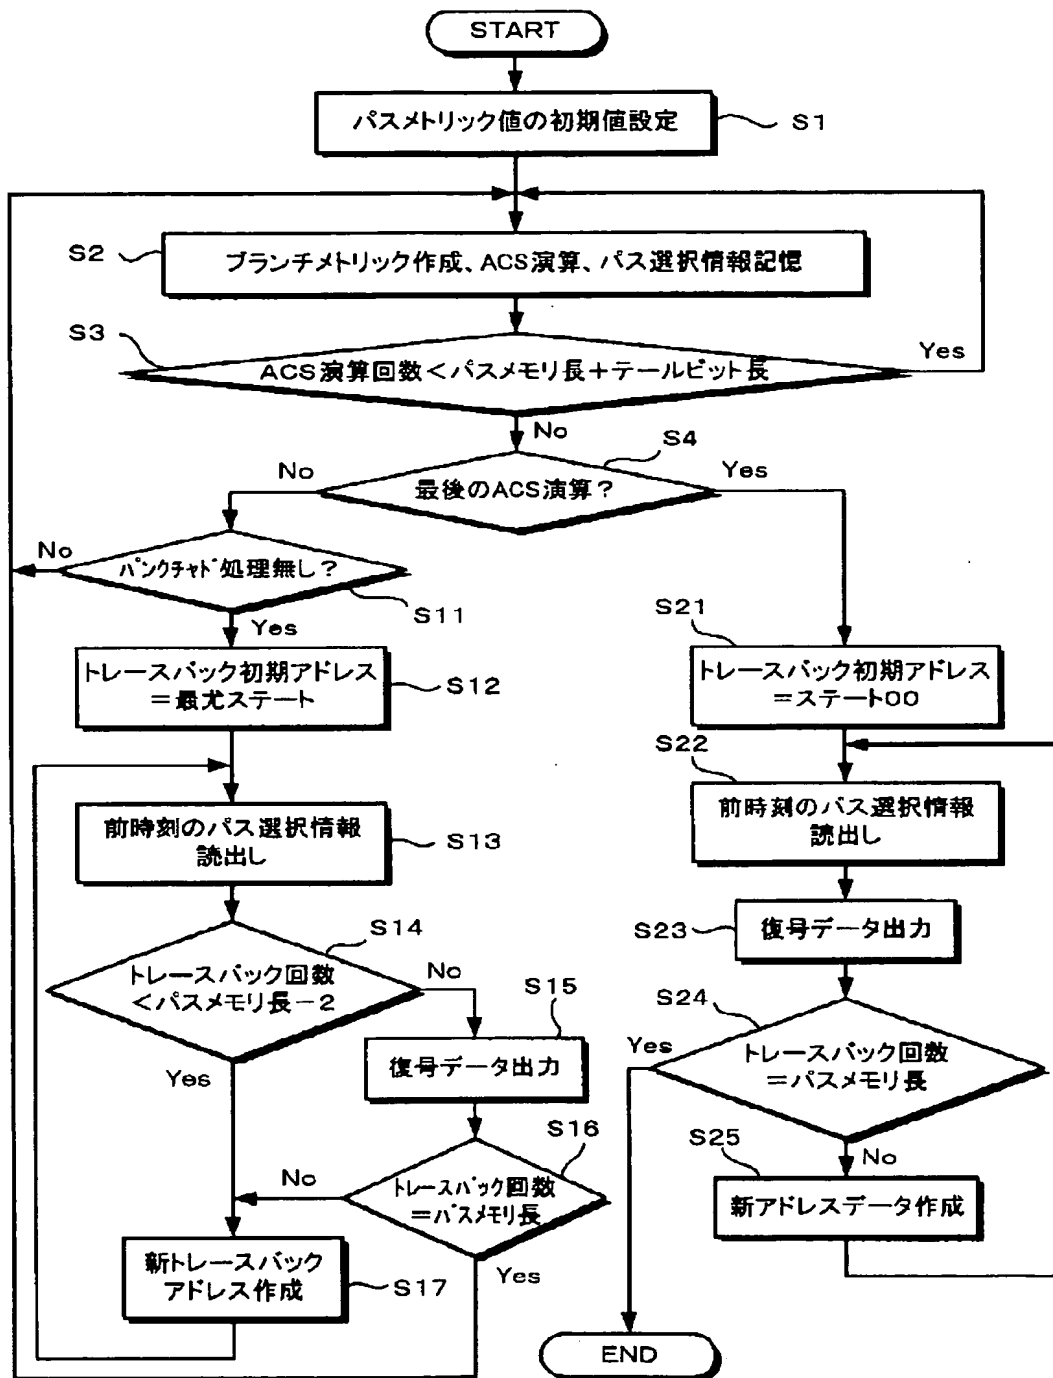 START
パスメトリック値の初期値設定
S1
S2
ブランチメトリック作成、ACS演算、パス選択情報記憶
S3
ACS演算回数<パスメモリ長+テールビット長
Yes
No
S4
最後のACS演算?
No
Yes
パンクチャド処理無し?
No
S11
Yes
トレースバック初期アドレス
=最尤ステート
S12
前時刻のパス選択情報
読出し
S13
S14
トレースバック回数
<パスメモリ長-2
No
Yes
S15
復号データ出力
S16
トレースバック回数
=パスメモリ長
No
Yes
新トレースバック
アドレス作成
S17
S21
トレースバック初期アドレス
=ステート00
S22
前時刻のパス選択情報
読出し
S23
復号データ出力
S24
トレースバック回数
=パスメモリ長
Yes
No
S25
新アドレスデータ作成
END